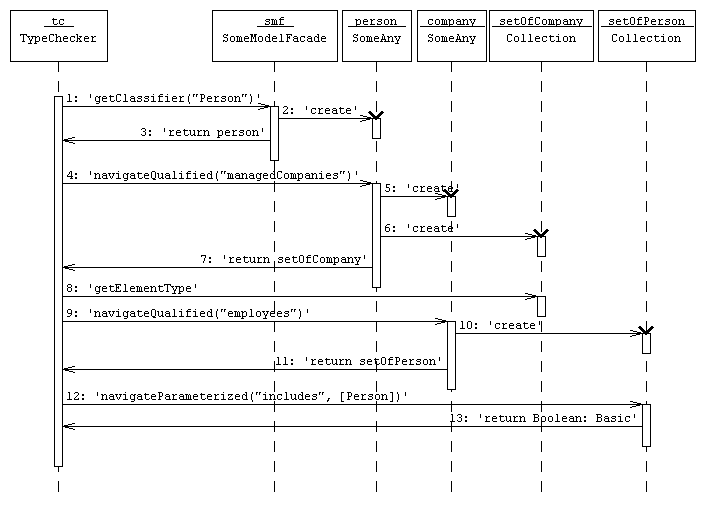 tc
TypeChecker
smf
SomeModelFacade
person
SomeAny
company
SomeAny
setOfCompany
Collection
setOfPerson
Collection
1: 'getClassifier("Person")'
2: 'create'
3: 'return person'
4: 'navigateQualified("managedCompanies")'
5: 'create'
6: 'create'
7: 'return setOfCompany'
8: 'getElementType'
9: 'navigateQualified("employees")'
10: 'create'
11: 'return setOfPerson'
12: 'navigateParameterized("includes", [Person])'
13: 'return Boolean: Basic'